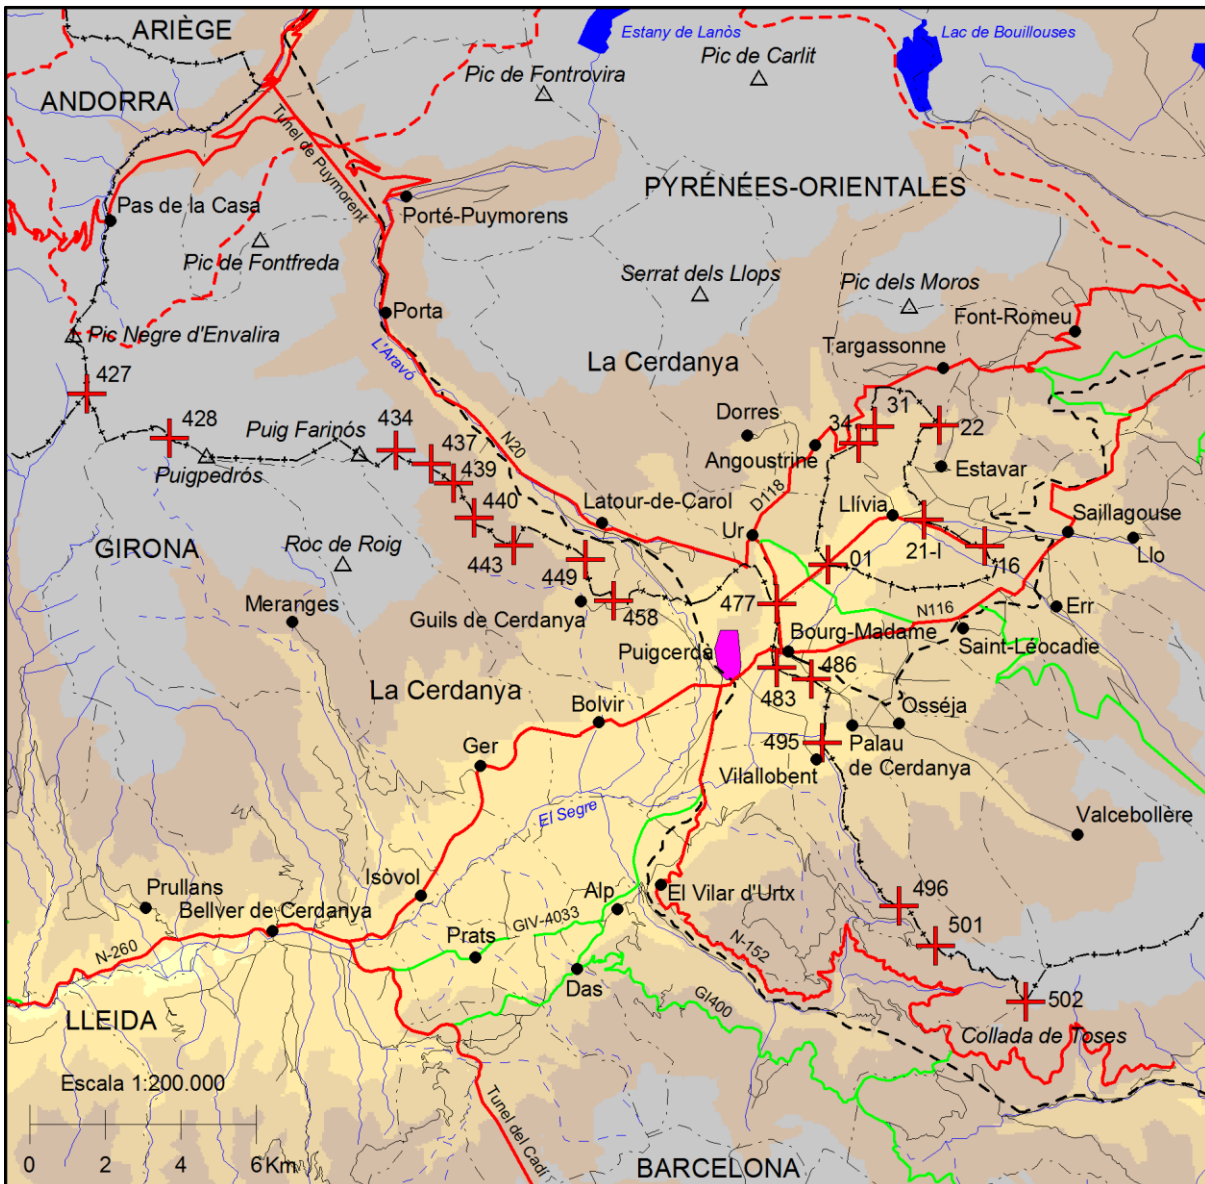 ARIÈGE
Estany de Lanòs
Lac de Bouillouses
Pic de Carlit
Pic de Fontrovira
ANDORRA
Tunel de Puymorent
PYRÉNÉES-ORIENTALES
Pas de la Casa
Porté-Puymorens
Pic de Fontfreda
Serrat dels Llops
Pic dels Moros
Porta
Font-Romeu
Pic Negre d'Envalira
L'Aravó
La Cerdanya
Targassonne
427
428
434
Puig Farinós
437
N20
Dorres
34
31
22
Puigpedrós
439
Angoustrine
Estavar
440
Latour-de-Carol
D118
Llívia
Ur
Saillagouse
GIRONA
Roc de Roig
443
21-I
16
Llo
449
01
Meranges
Guils de Cerdanya
458
477
N116
Err
Puigcerdà
Bourg-Madame
Saint-Léocadie
486
La Cerdanya
483
Bolvir
Osséja
495
Ger
Vilallobent
Palau
de Cerdanya
El Segre
Valcebollère
Isòvol
Prullans
Alp
El Vilar d'Urtx
496
Bellver de Cerdanya
GIV-4033
N-260
Prats
N-152
501
Das
GI400
502
LLEIDA
Collada de Toses
Escala 1:200.000
Tunel del Cadí
0 2 4 6 Km
BARCELONA